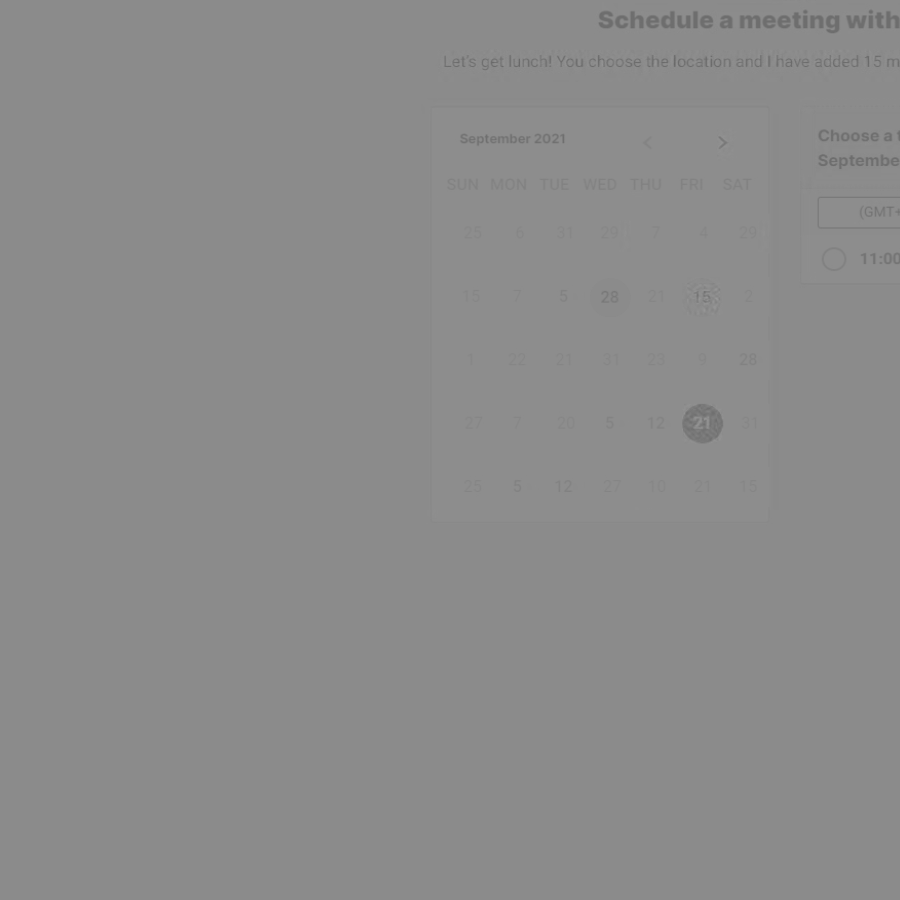 Schedule a meeting with
Let's get lunch! You choose the location and I have added 15 m
September 2021
SUN MON TUE WED THU FRI SAT
25 6 31 29 7 4 29
15 7 5 28 21 15 2
1 22 21 31 23 9 28
27 7 20 5 12 21 31
25 5 12 27 10 21 15
Choose a
Septembe
(GMT+
11:00